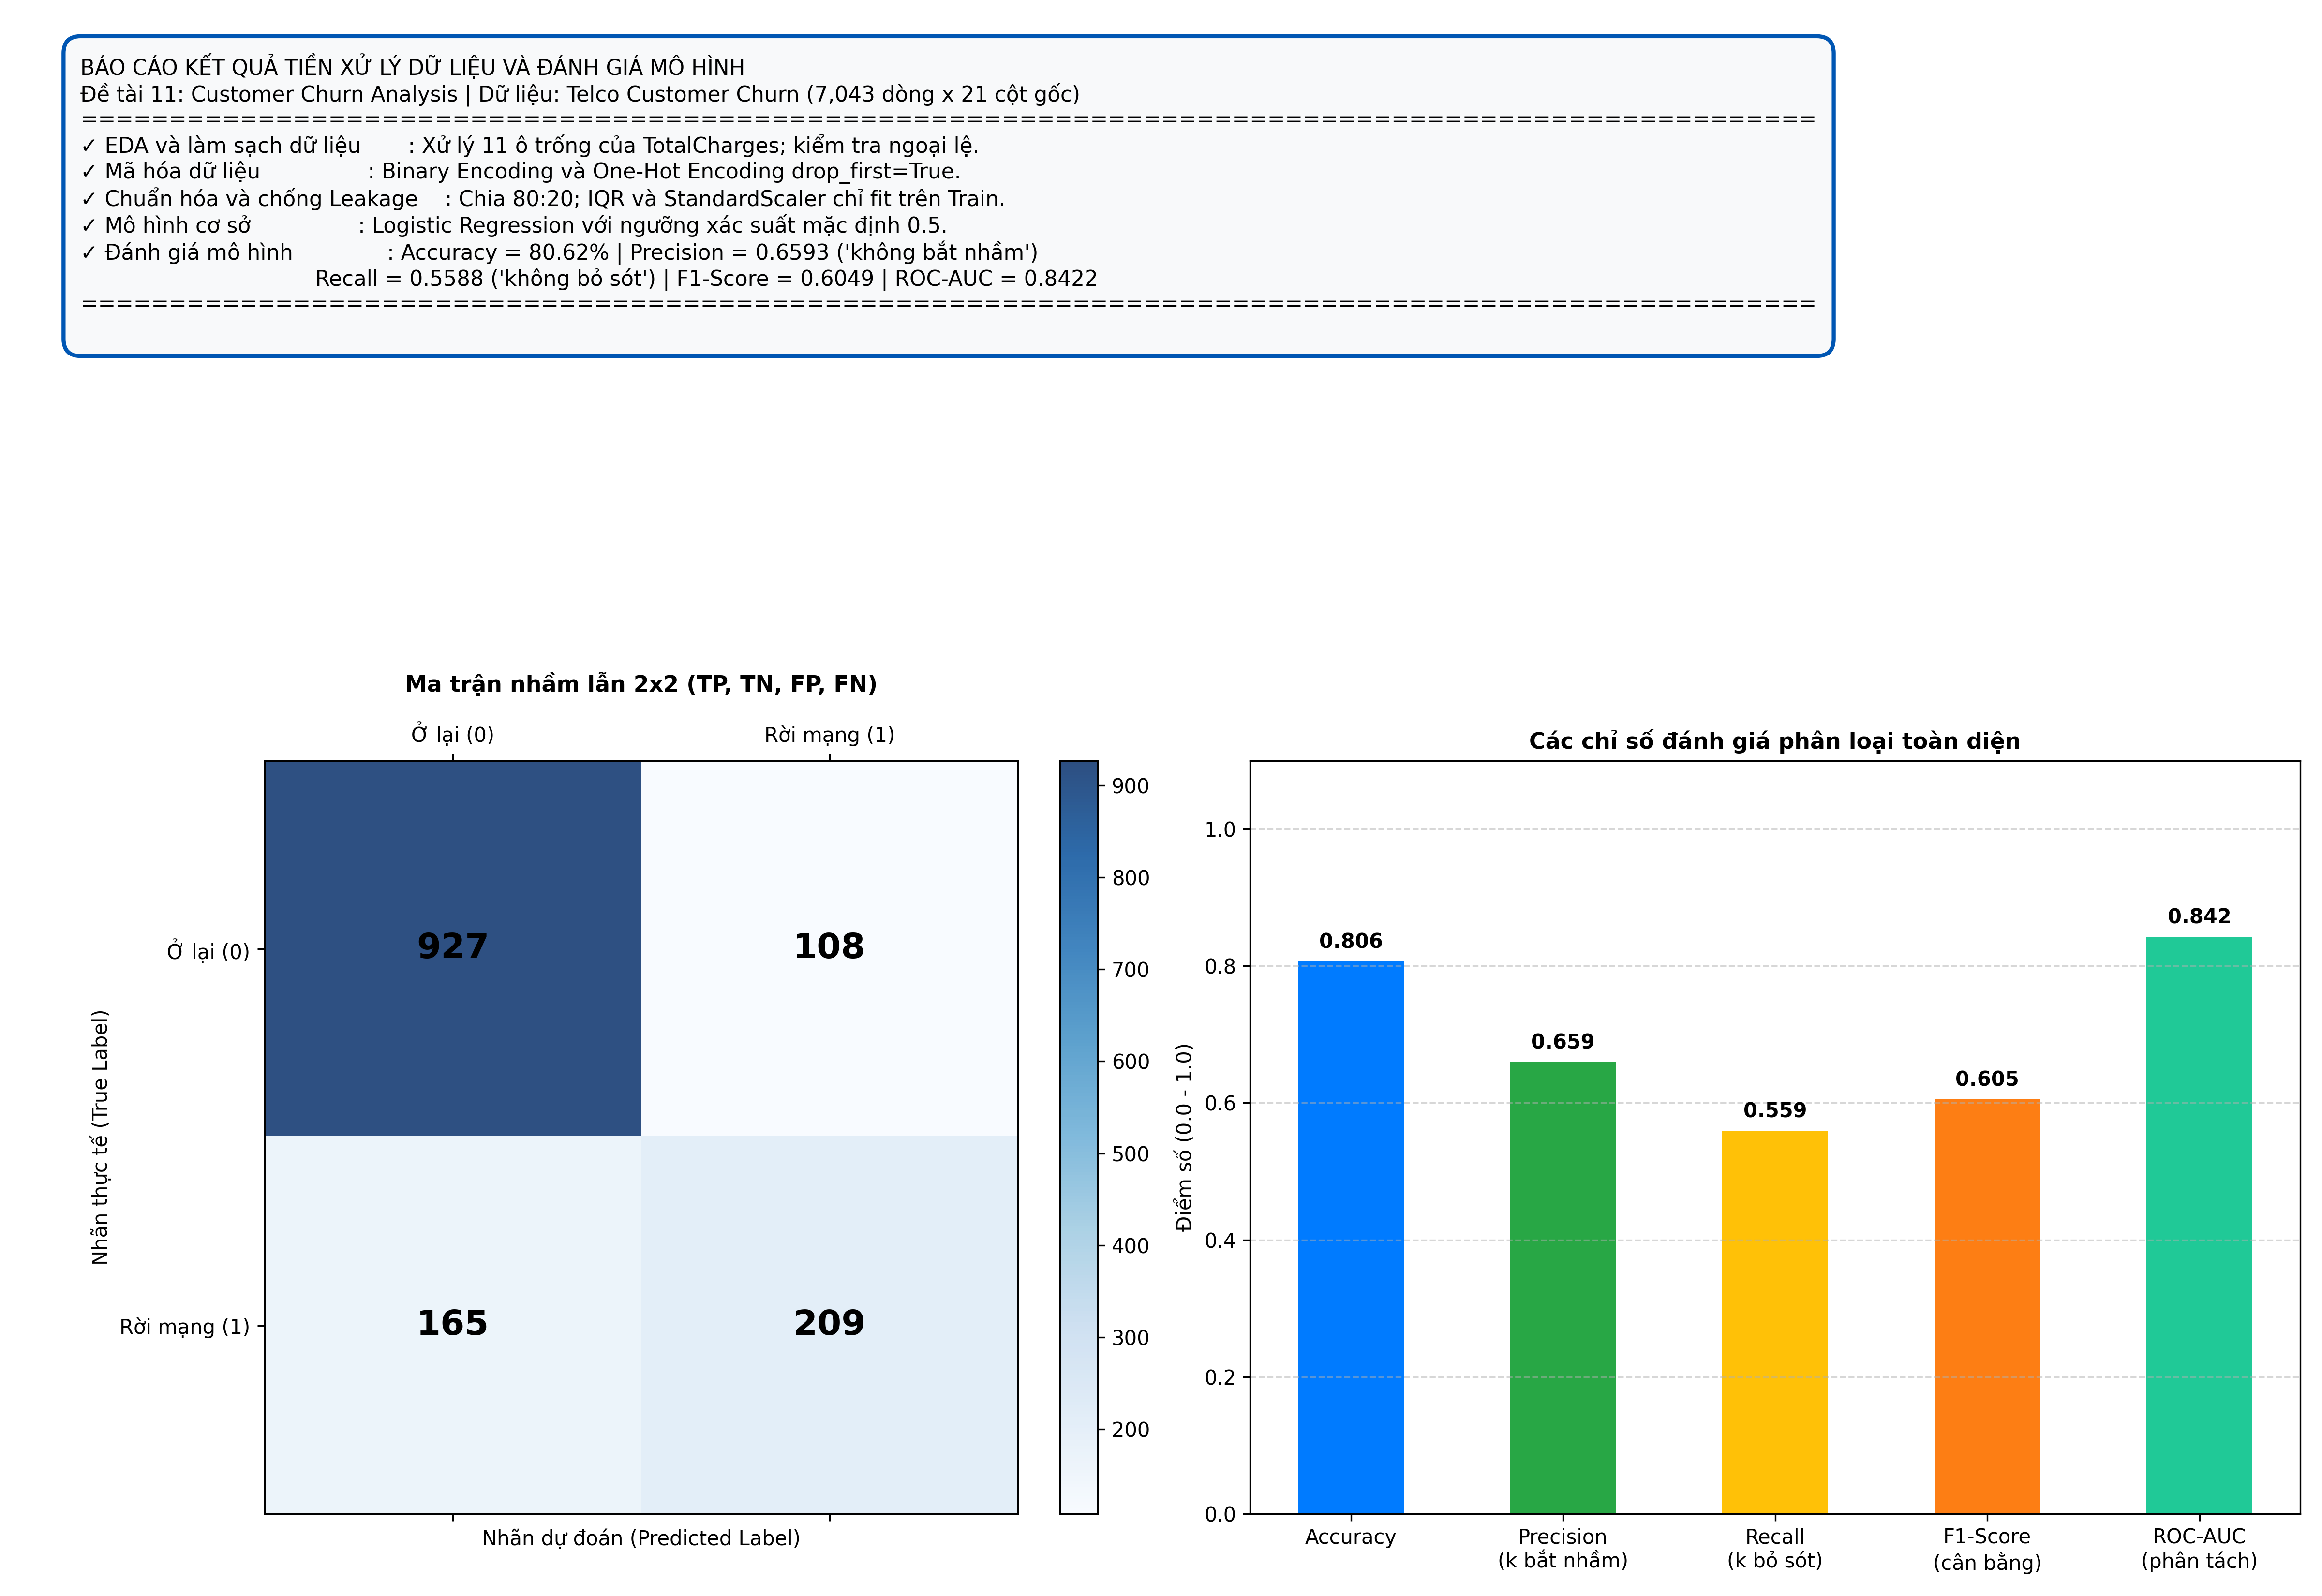 BÁO CÁO KẾT QUẢ TIỀN XỬ LÝ DỮ LIỆU VÀ ĐÁNH GIÁ MÔ HÌNH
Đề tài 11: Customer Churn Analysis | Dữ liệu: Telco Customer Churn (7,043 dòng x 21 cột gốc)
==================================================================================================
✓ EDA và làm sạch dữ liệu : Xử lý 11 ô trống của TotalCharges; kiểm tra ngoại lệ.
✓ Mã hóa dữ liệu : Binary Encoding và One-Hot Encoding drop_first=True.
✓ Chuẩn hóa và chống Leakage : Chia 80:20; IQR và StandardScaler chỉ fit trên Train.
✓ Mô hình cơ sở : Logistic Regression với ngưỡng xác suất mặc định 0.5.
✓ Đánh giá mô hình : Accuracy = 80.62% | Precision = 0.6593 ('không bắt nhầm')
Recall = 0.5588 ('không bỏ sót') | F1-Score = 0.6049 | ROC-AUC = 0.8422
==================================================================================================
Ma trận nhầm lẫn 2x2 (TP, TN, FP, FN)
Ở lại (0) Rời mạng (1)
Nhãn thực tế (True Label)
Ở lại (0)
927 108
Rời mạng (1)
165 209
Nhãn dự đoán (Predicted Label)
900
800
700
600
500
400
300
200
Các chỉ số đánh giá phân loại toàn diện
Điểm số (0.0 - 1.0)
1.0
0.8
0.6
0.4
0.2
0.0
0.806
0.659
0.559
0.605
0.842
Accuracy
Precision
(k bắt nhầm)
Recall
(k bỏ sót)
F1-Score
(cân bằng)
ROC-AUC
(phân tách)